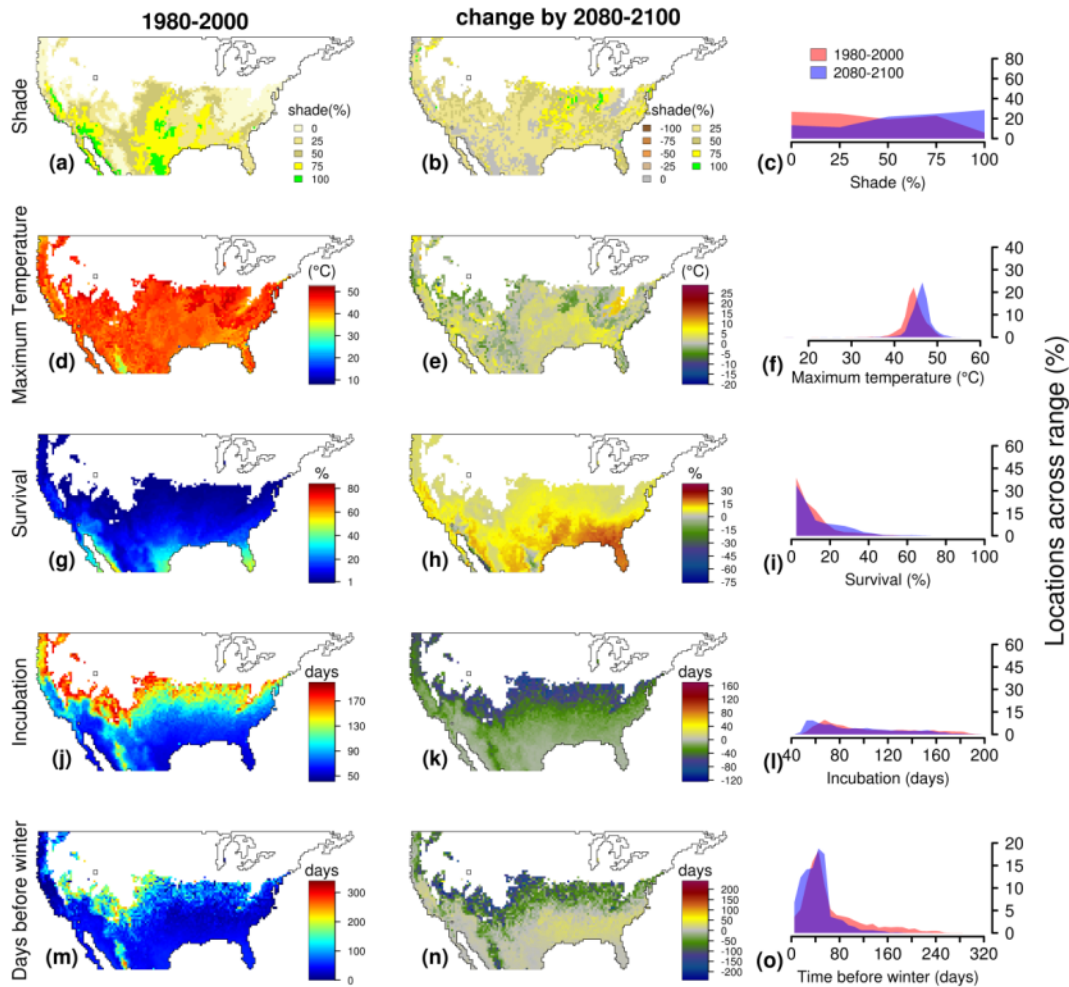 1980-2000
change by 2080-2100
Shade
(a)
shade(%)
0
25
50
75
100
(b)
shade(%)
-100
-75
-50
-25
0
25
50
75
100
1980-2000
2080-2100
80
60
40
20
0
0 25 50 75 100
(c)
Shade (%)
Maximum Temperature
(d)
(°C)
50
40
30
20
10
(e)
(°C)
25
20
15
10
5
0
-5
-10
-15
-20
40
30
20
10
0
20 30 40 50 60
(f)
Maximum temperature (°C)
Survival
(g)
%
80
60
40
20
1
(h)
%
30
15
0
-15
-30
-45
-60
-75
60
45
30
15
0
0 20 40 60 80 100
(i)
Survival (%)
Incubation
(j)
days
170
130
90
50
(k)
days
160
120
80
40
0
-40
-80
-120
60
45
30
15
0
40 80 120 160 200
(l)
Incubation (days)
Days before winter
(m)
days
300
200
100
0
(n)
days
200
150
100
50
0
-50
-100
-150
-200
20
15
10
5
0
0 80 160 240 320
(o)
Time before winter (days)
Locations across range (%)